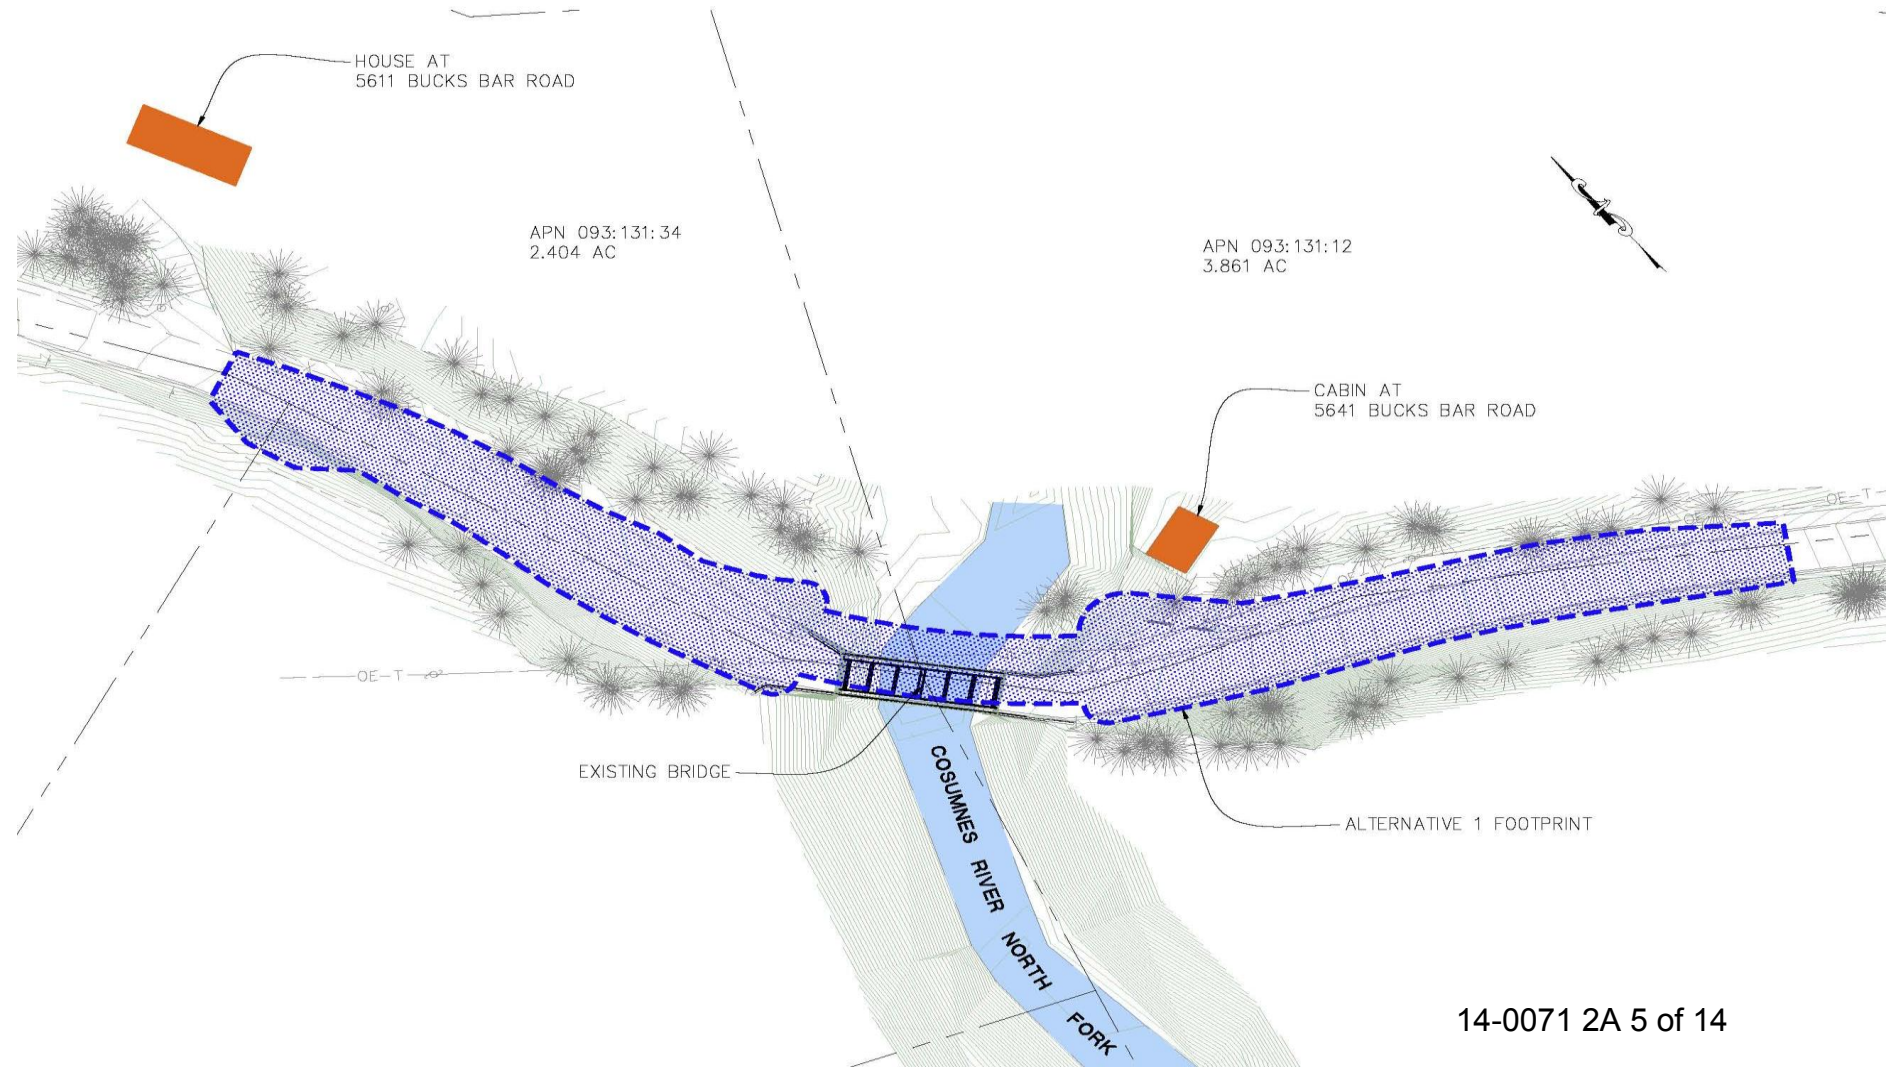 HOUSE AT
5611 BUCKS BAR ROAD
APN 093:131:34
2.404 AC
APN 093:131:12
3.861 AC
CABIN AT
5641 BUCKS BAR ROAD
OE-T
OE-T
EXISTING BRIDGE
ALTERNATIVE 1 FOOTPRINT
COSUMNES RIVER NORTH FORK
14-0071 2A 5 of 14